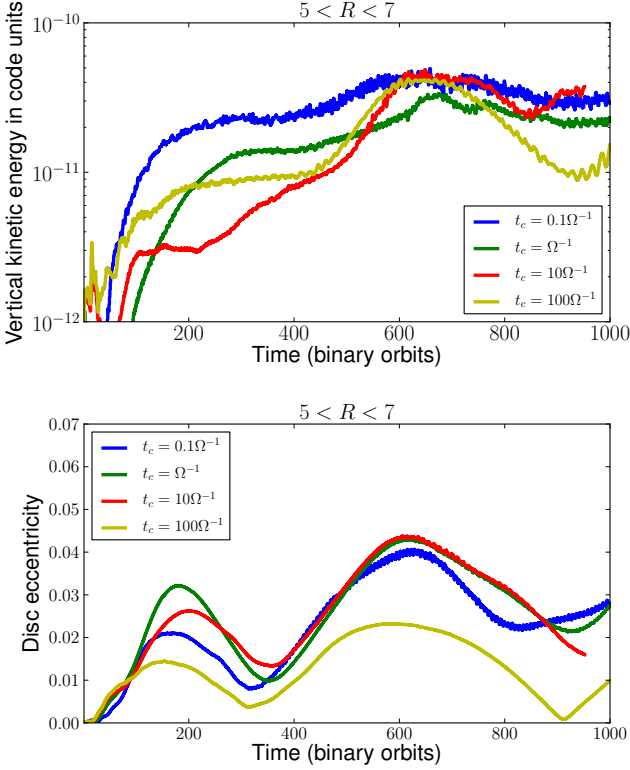 5 < R < 7
Vertical kinetic energy in code units
10⁻¹⁰
10⁻¹¹
10⁻¹²
t_c = 0.1Ω⁻¹
t_c = Ω⁻¹
t_c = 10Ω⁻¹
t_c = 100Ω⁻¹
200 400 600 800 1000
Time (binary orbits)
5 < R < 7
Disc eccentricity
0.07
0.06
0.05
0.04
0.03
0.02
0.01
0.00
t_c = 0.1Ω⁻¹
t_c = Ω⁻¹
t_c = 10Ω⁻¹
t_c = 100Ω⁻¹
200 400 600 800 1000
Time (binary orbits)